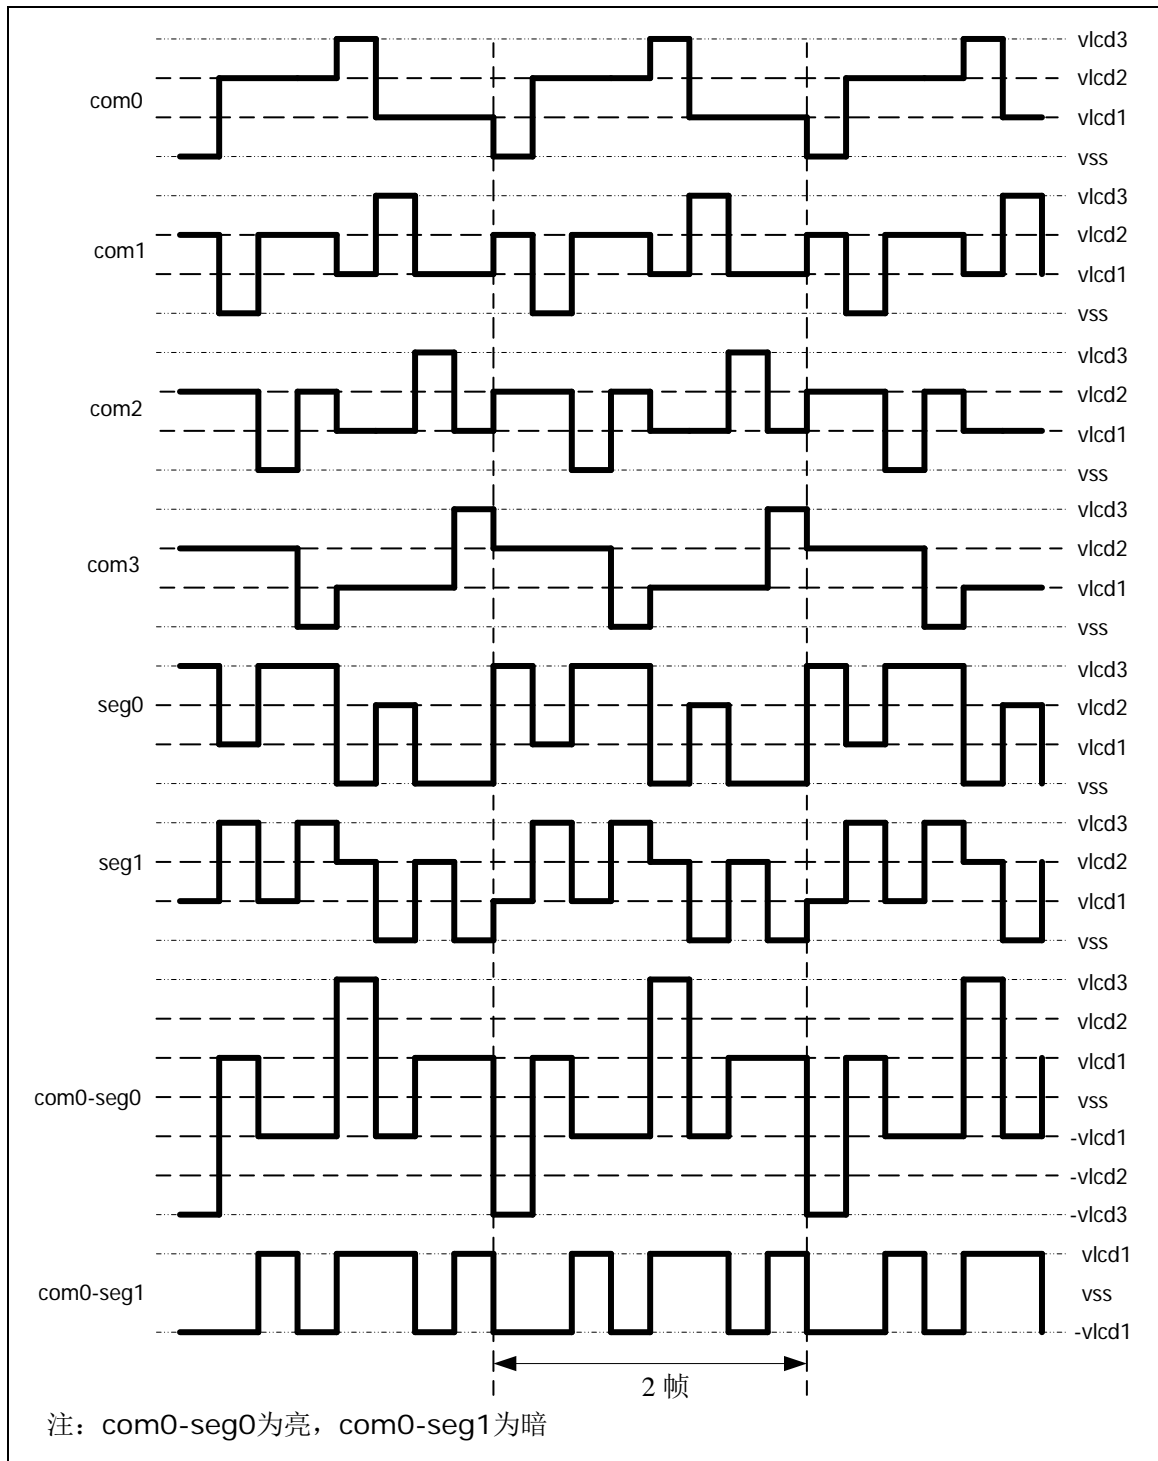 vlcd3
vlcd2
com0
vlcd1
vss
vlcd3
vlcd2
com1
vlcd1
vss
vlcd3
vlcd2
com2
vlcd1
vss
vlcd3
vlcd2
com3
vlcd1
vss
vlcd3
seg0
vlcd2
vlcd1
vss
vlcd3
seg1
vlcd2
vlcd1
vss
vlcd3
vlcd2
vlcd1
com0-seg0
vss
-vlcd1
-vlcd2
-vlcd3
vlcd1
com0-seg1
vss
-vlcd1
2 帧
注：com0-seg0为亮，com0-seg1为暗